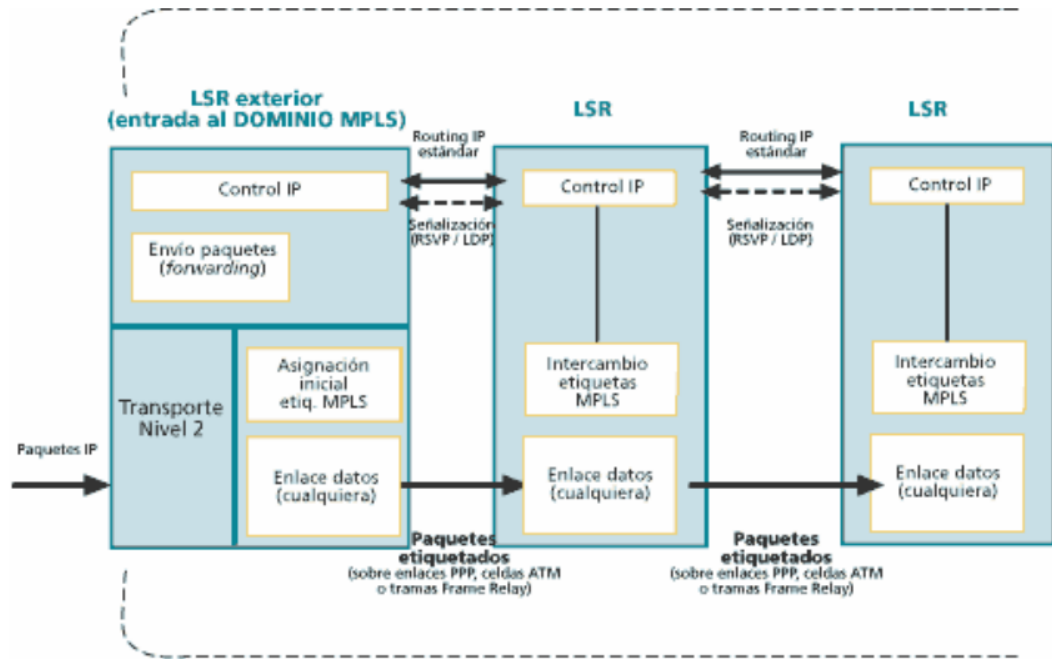 LSR exterior
(entrada al DOMINIO MPLS)
LSR
LSR
Routing IP
estándar
Routing IP
estándar
Control IP
Control IP
Control IP
Señalización
(RSVP / LDP)
Señalización
(RSVP / LDP)
Envío paquetes
(forwarding)
Asignación
inicial
etiq. MPLS
Intercambio
etiquetas
MPLS
Intercambio
etiquetas
MPLS
Transporte
Nivel 2
Paquetes IP
Enlace datos
(cualquiera)
Enlace datos
(cualquiera)
Enlace datos
(cualquiera)
Paquetes
etiquetados
(sobre enlaces PPP, celdas ATM
o tramas Frame Relay)
Paquetes
etiquetados
(sobre enlaces PPP, celdas ATM
o tramas Frame Relay)